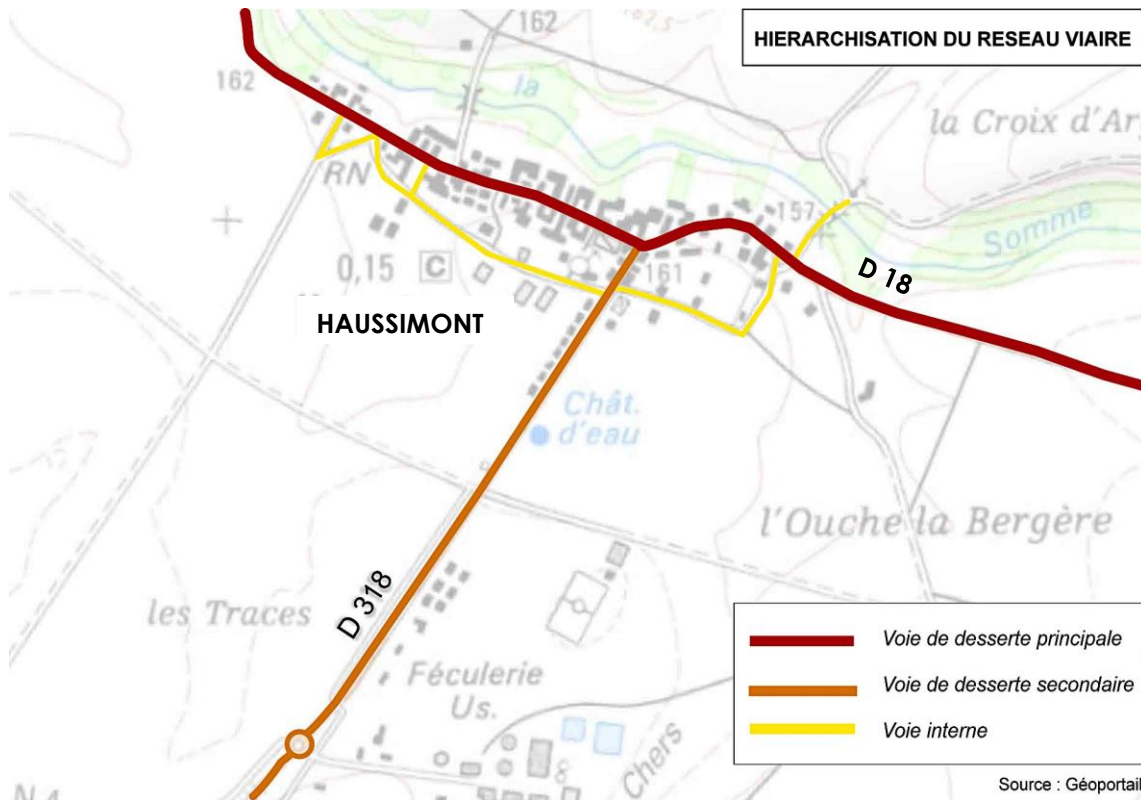 HIERARCHISATION DU RESEAU VIAIRE
162
162
la
la Croix d'Ar
RN
157
Somme
0,15
C
161
D 18
HAUSSIMONT
Chât.
d'eau
l'Ouche la Bergère
D 318
les Traces
Féculerie
Us.
Chers
Voie de desserte principale
Voie de desserte secondaire
Voie interne
Source : Géoportail